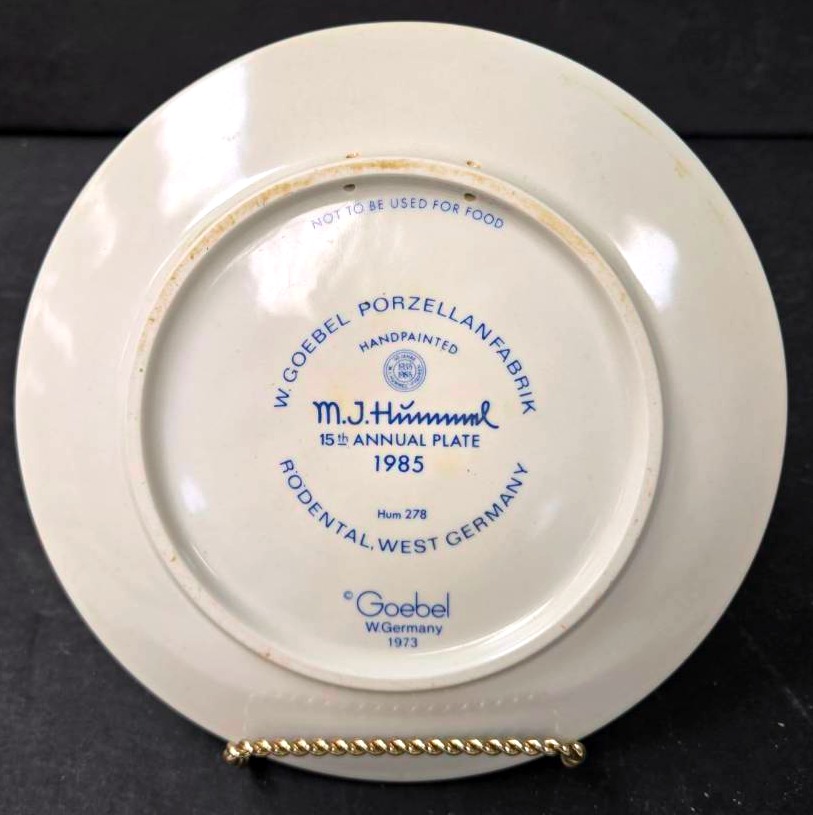 NOT TO BE USED FOR FOOD
W. GOEBEL PORZELLANFABRIK
HANDPAINTED
M.J.Hummel
15th ANNUAL PLATE
1985
Hum 278
RÖDENTAL, WEST GERMANY
© Goebel
W.Germany
1973